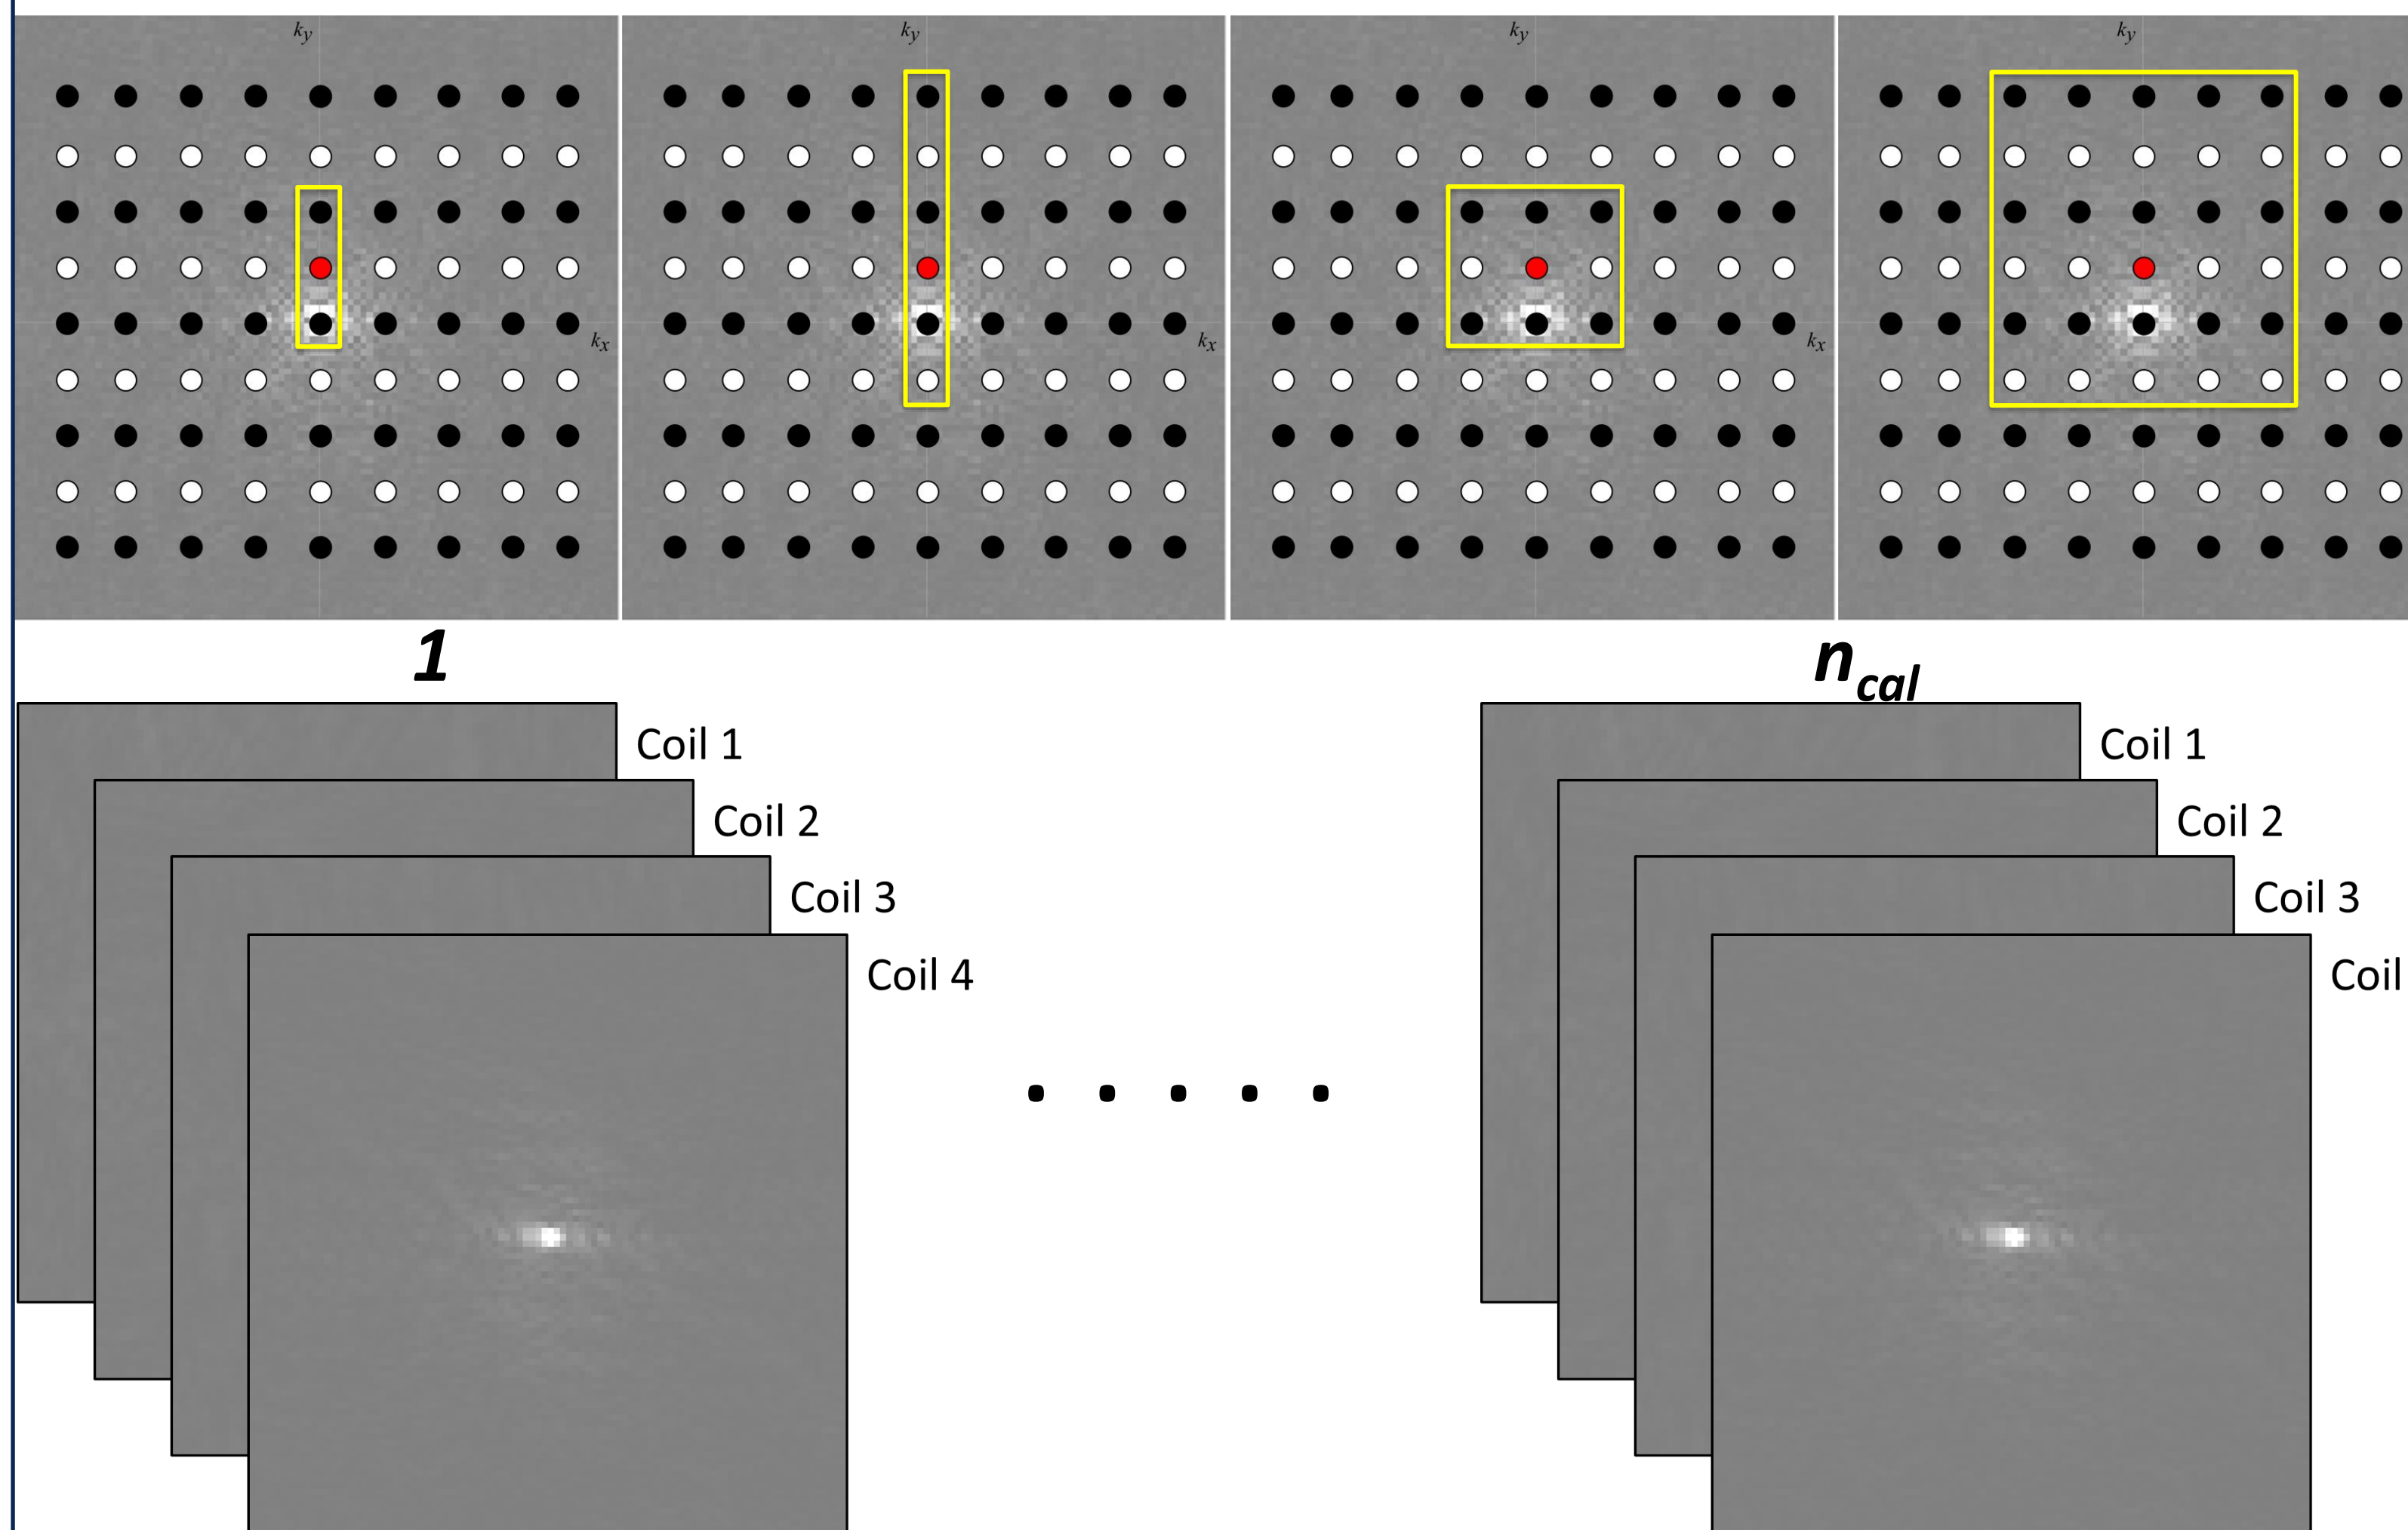 ky ky ky ky
kx kx kx
1 ncal
Coil 1 Coil 1
Coil 2 Coil 2
Coil 3 Coil 3
Coil 4 Coil
. . . . .